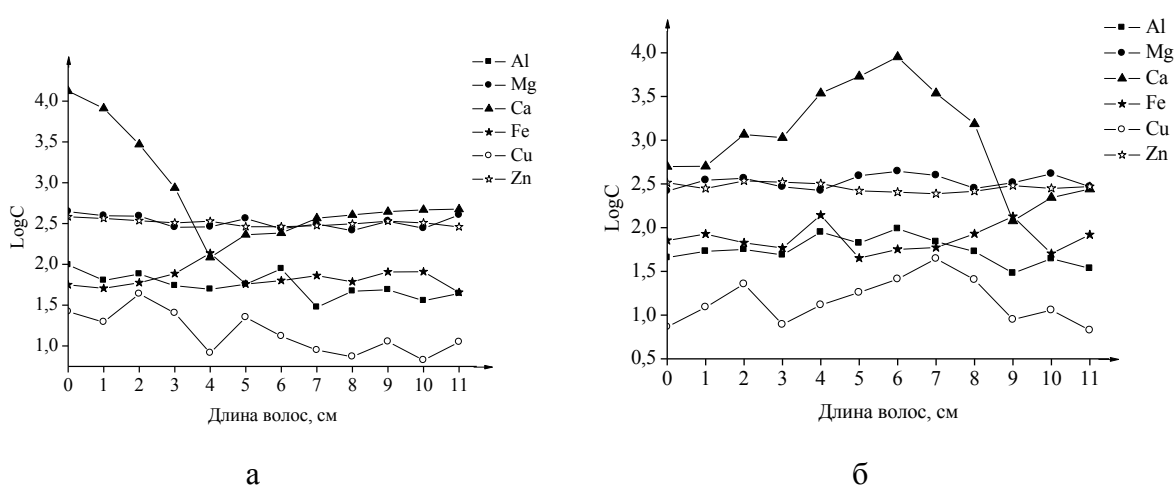 LogC
4,0
3,5
3,0
2,5
2,0
1,5
1,0
0 1 2 3 4 5 6 7 8 9 10 11
Длина волос, см
Al
Mg
Ca
Fe
Cu
Zn
а
LogC
4,0
3,5
3,0
2,5
2,0
1,5
1,0
0,5
0 1 2 3 4 5 6 7 8 9 10 11
Длина волос, см
Al
Mg
Ca
Fe
Cu
Zn
б